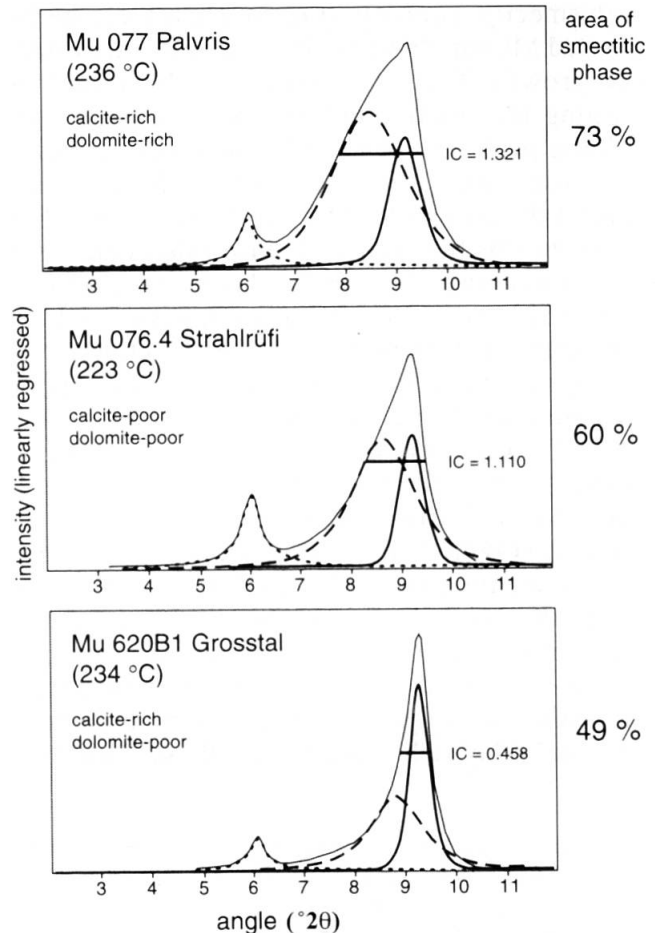 area of
smectitic
phase
Mu 077 Palvris
(236 °C)
calcite-rich
dolomite-rich
IC = 1.321
73 %
3 4 5 6 7 8 9 10 11
intensity (linearly regressed)
Mu 076.4 Strahlrüfi
(223 °C)
calcite-poor
dolomite-poor
IC = 1.110
60 %
3 4 5 6 7 8 9 10 11
Mu 620B1 Grosstal
(234 °C)
calcite-rich
dolomite-poor
IC = 0.458
49 %
3 4 5 6 7 8 9 10 11
angle (°2θ)